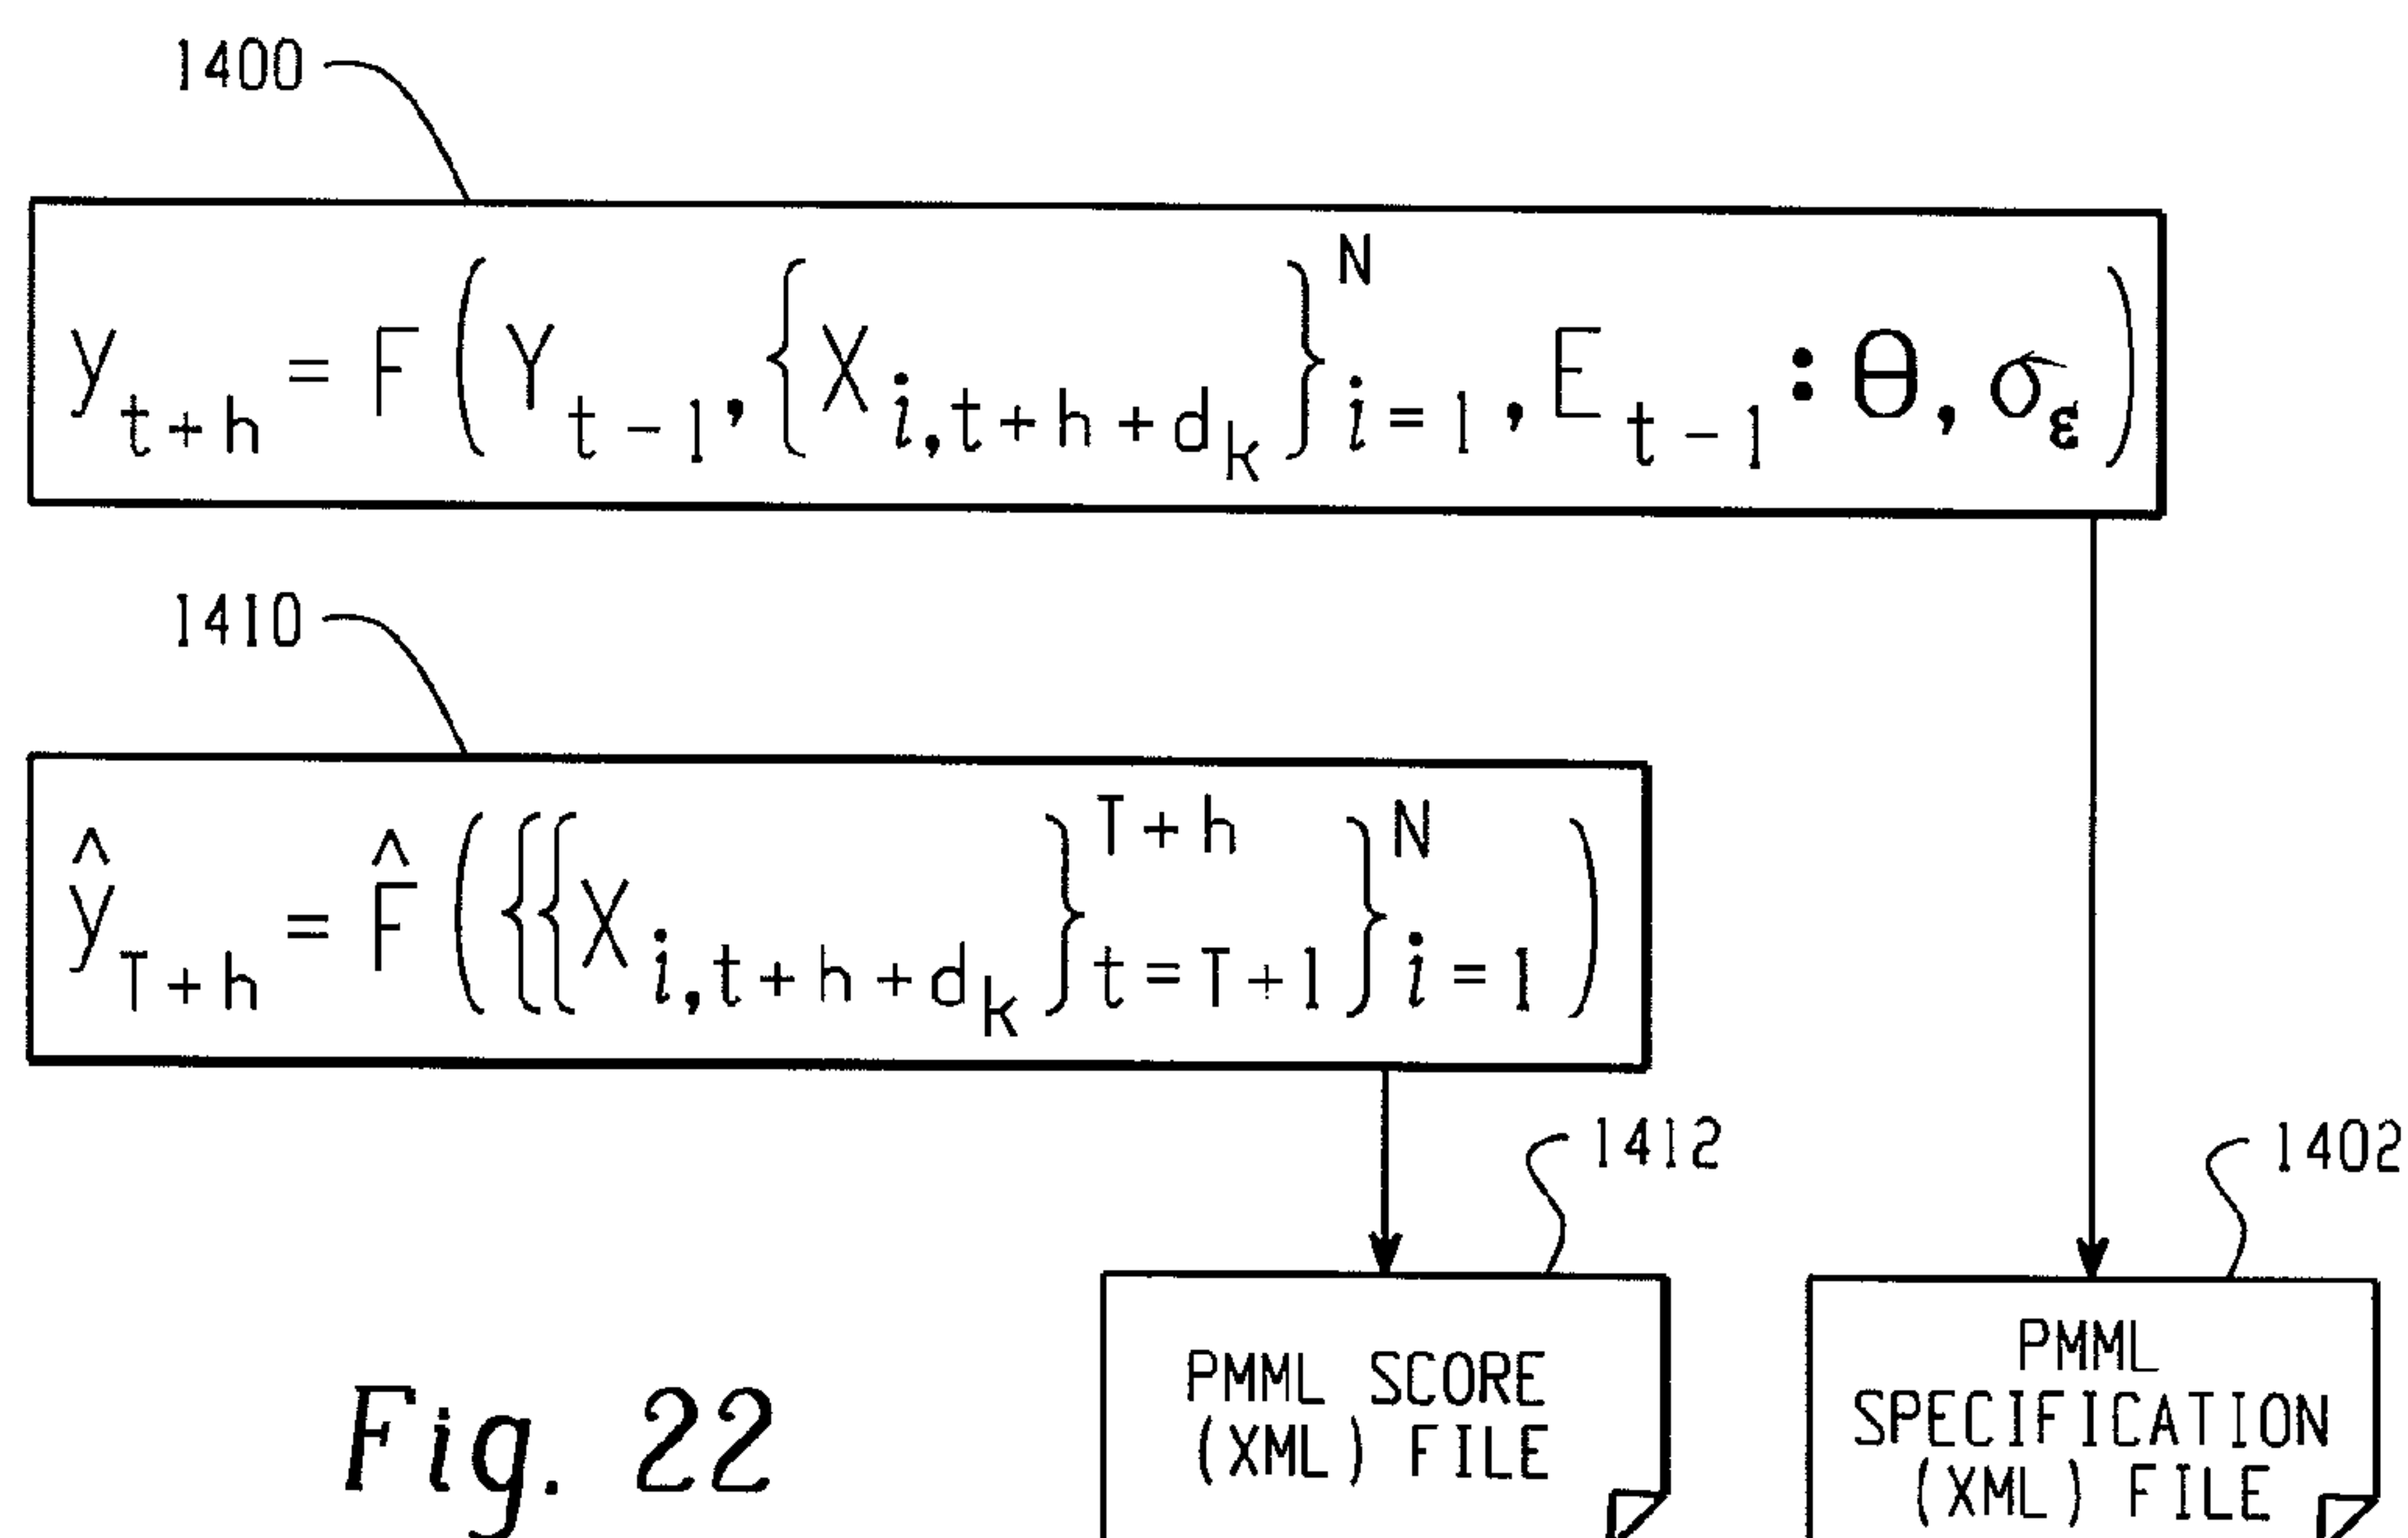 1400
y_{t+h} = F(Y_{t-1}, {X_{i,t+h+d_k}}_{i=1}^{N}, E_{t-1} : θ, σ_ε)
1410
ŷ_{T+h} = F̂({{X_{i,t+h+d_k}}_{t=T+1}^{T+h}}_{i=1}^{N})
1412
1402
PMML SCORE
(XML) FILE
PMML
SPECIFICATION
(XML) FILE
Fig. 22